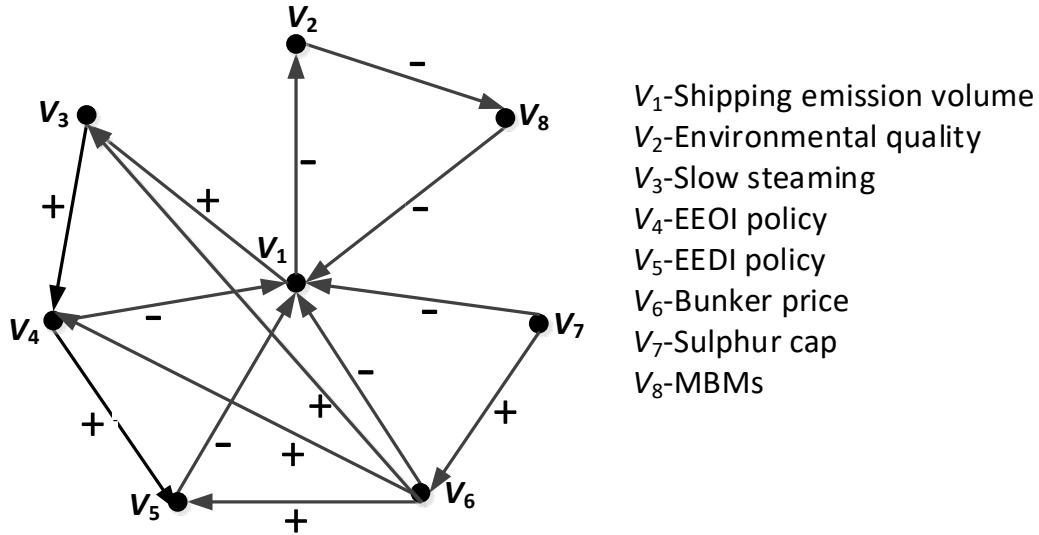 V2
-
V3
V8
V1-Shipping emission volume
V2-Environmental quality
V3-Slow steaming
V4-EEOI policy
V5-EEDI policy
V6-Bunker price
V7-Sulphur cap
V8-MBMs
-
+
+
-
V1
-
-
V4
V7
-
+
+
+
-
+
V5
V6
+